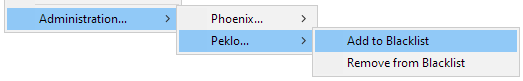 Administration...
Phoenix...
Peklo...
Add to Blacklist
Remove from Blacklist